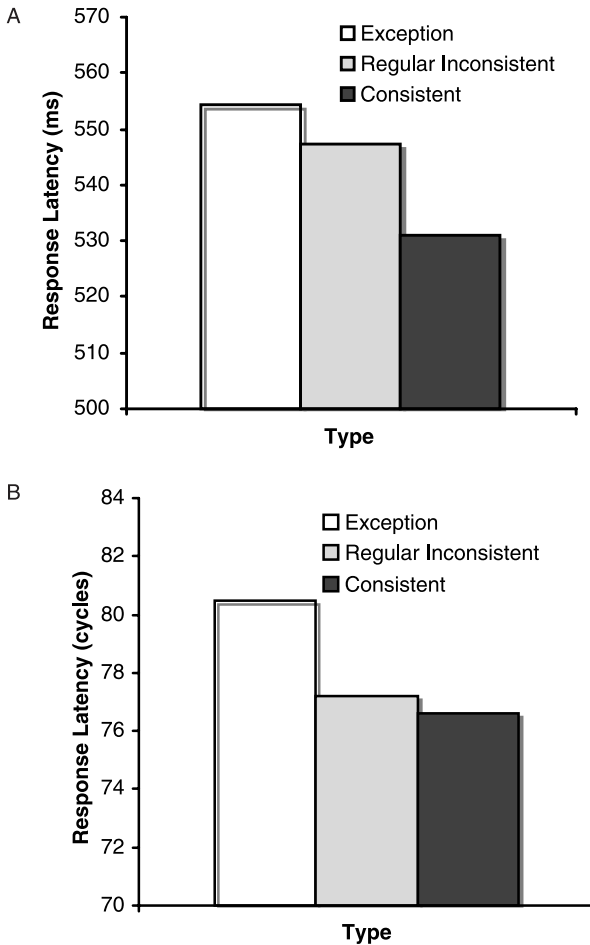 A
Response Latency (ms)
570
560
550
540
530
520
510
500
Exception
Regular Inconsistent
Consistent
Type
B
Response Latency (cycles)
84
82
80
78
76
74
72
70
Exception
Regular Inconsistent
Consistent
Type